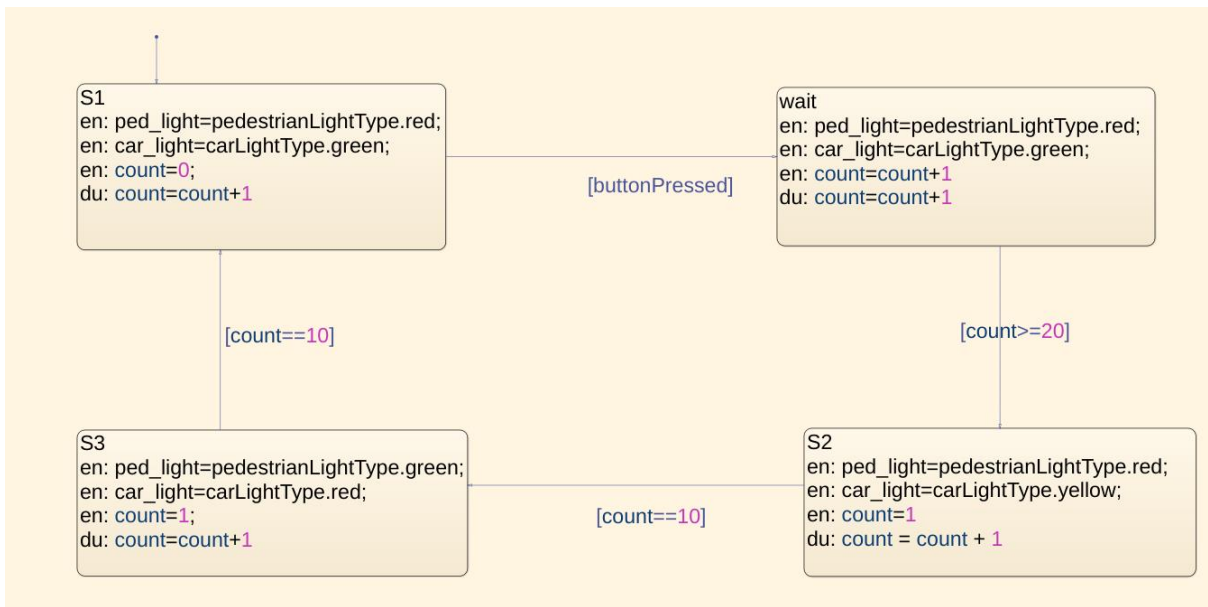 S1
en: ped_light=pedestrianLightType.red;
en: car_light=carLightType.green;
en: count=0;
du: count=count+1
[buttonPressed]
wait
en: ped_light=pedestrianLightType.red;
en: car_light=carLightType.green;
en: count=count+1
du: count=count+1
[count==10]
[count>=20]
S3
en: ped_light=pedestrianLightType.green;
en: car_light=carLightType.red;
en: count=1;
du: count=count+1
[count==10]
S2
en: ped_light=pedestrianLightType.red;
en: car_light=carLightType.yellow;
en: count=1
du: count = count + 1